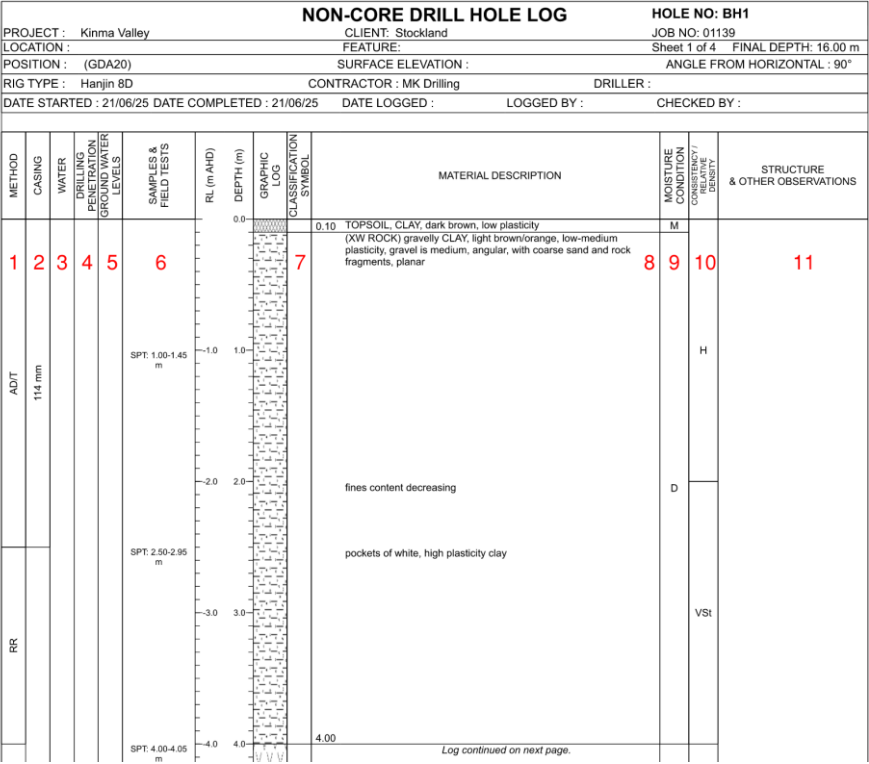 NON-CORE DRILL HOLE LOG
HOLE NO: BH1
PROJECT : Kinma Valley CLIENT: Stockland JOB NO: 01139
LOCATION : FEATURE: Sheet 1 of 4 FINAL DEPTH: 16.00 m
POSITION : (GDA20) SURFACE ELEVATION : ANGLE FROM HORIZONTAL : 90°
RIG TYPE : Hanjin 8D CONTRACTOR : MK Drilling DRILLER :
DATE STARTED : 21/06/25 DATE COMPLETED : 21/06/25 DATE LOGGED : LOGGED BY : CHECKED BY :
METHOD
CASING
WATER
DRILLING
PENETRATION
GROUND WATER
LEVELS
SAMPLES &
FIELD TESTS
RL (m AHD)
DEPTH (m)
GRAPHIC
LOG
CLASSIFICATION
SYMBOL
MATERIAL DESCRIPTION
MOISTURE
CONDITION
CONSISTENCY /
RELATIVE
DENSITY
STRUCTURE
& OTHER OBSERVATIONS
0.0
0.10 TOPSOIL, CLAY, dark brown, low plasticity M
(XW ROCK) gravelly CLAY, light brown/orange, low-medium
plasticity, gravel is medium, angular, with coarse sand and rock
fragments, planar
1 2 3 4 5 6 7 8 9 10 11
SPT: 1.00-1.45
m
-1.0 1.0
H
AD/T
114 mm
-2.0 2.0
fines content decreasing
D
SPT: 2.50-2.95
m
pockets of white, high plasticity clay
-3.0 3.0
VSt
RR
4.00
SPT: 4.00-4.05
m
-4.0 4.0
Log continued on next page.